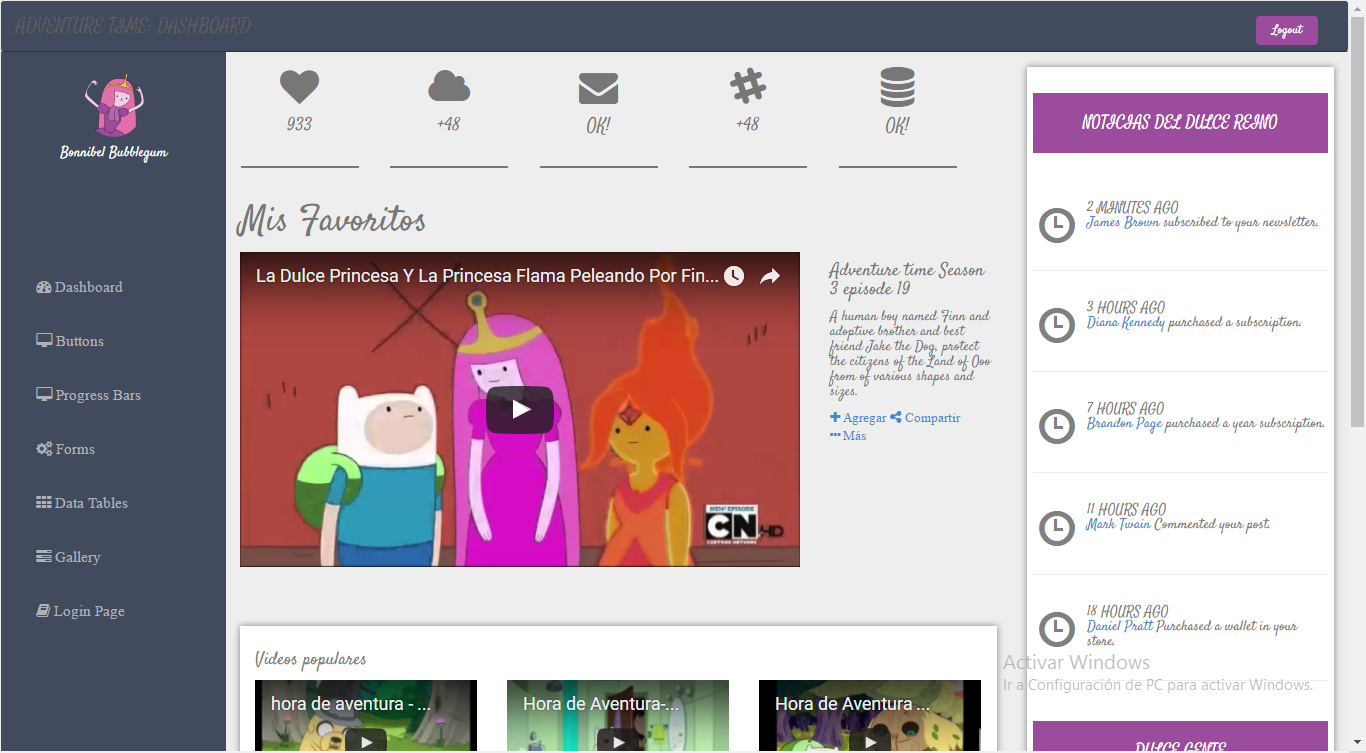 ADVENTURE TIME: DASHBOARD
Logout
Bonnibel Bubblegum
Dashboard
Buttons
Progress Bars
Forms
Data Tables
Gallery
Login Page
933
+48
OK!
+48
OK!
Mis Favoritos
La Dulce Princesa Y La Princesa Flama Peleando Por Fin...
NEW EPISODE
CN HD
CARTOON NETWORK
Adventure time Season
3 episode 19
A human boy named Finn and
adoptive brother and best
friend Jake the Dog, protect
the citizens of the Land of Ooo
from of various shapes and
sizes.
Agregar Compartir
Más
Videos populares
hora de aventura - ...
Hora de Aventura-...
Hora de Aventura ...
NOTICIAS DEL DULCE REINO
2 MINUTES AGO
James Brown subscribed to your newsletter.
3 HOURS AGO
Diana Kennedy purchased a subscription.
7 HOURS AGO
Brandon Page purchased a year subscription.
11 HOURS AGO
Mark Twain Commented your post.
18 HOURS AGO
Daniel Pratt Purchased a wallet in your
store.
Activar Windows
Ir a Configuración de PC para activar Windows.
DULCE GENTE